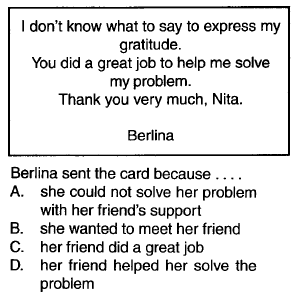 I don't know what to say to express my
gratitude.
You did a great job to help me solve
my problem.
Thank you very much, Nita.
Berlina
Berlina sent the card because . . . .
A. she could not solve her problem
with her friend's support
B. she wanted to meet her friend
C. her friend did a great job
D. her friend helped her solve the
problem